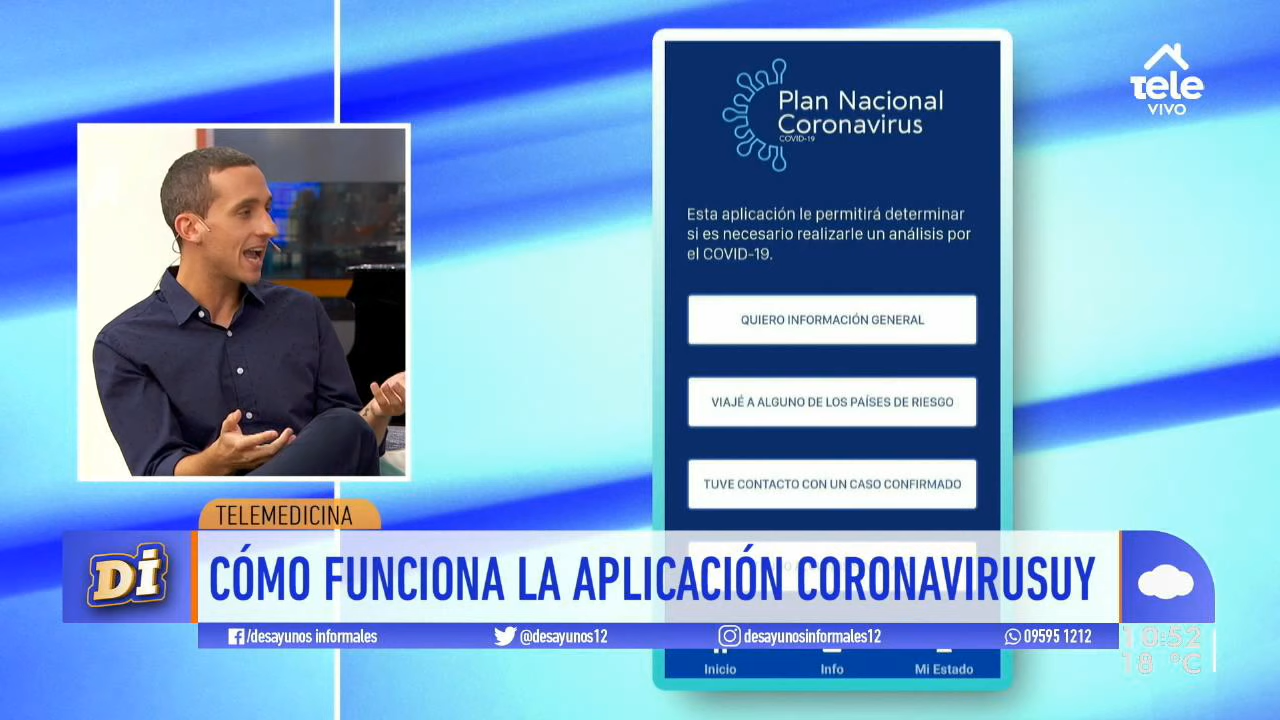 tele
VIVO
Plan Nacional
Coronavirus
COVID-19
Esta aplicación le permitirá determinar
si es necesario realizarle un análisis por
el COVID-19.
QUIERO INFORMACIÓN GENERAL
VIAJÉ A ALGUNO DE LOS PAÍSES DE RIESGO
TUVE CONTACTO CON UN CASO CONFIRMADO
TELEMEDICINA
Di
CÓMO FUNCIONA LA APLICACIÓN CORONAVIRUSUY
/desayunos informales
@desayunos12
desayunosinformales12
09595 1212
10:52
18 °C
Inicio
Info
Mi Estado